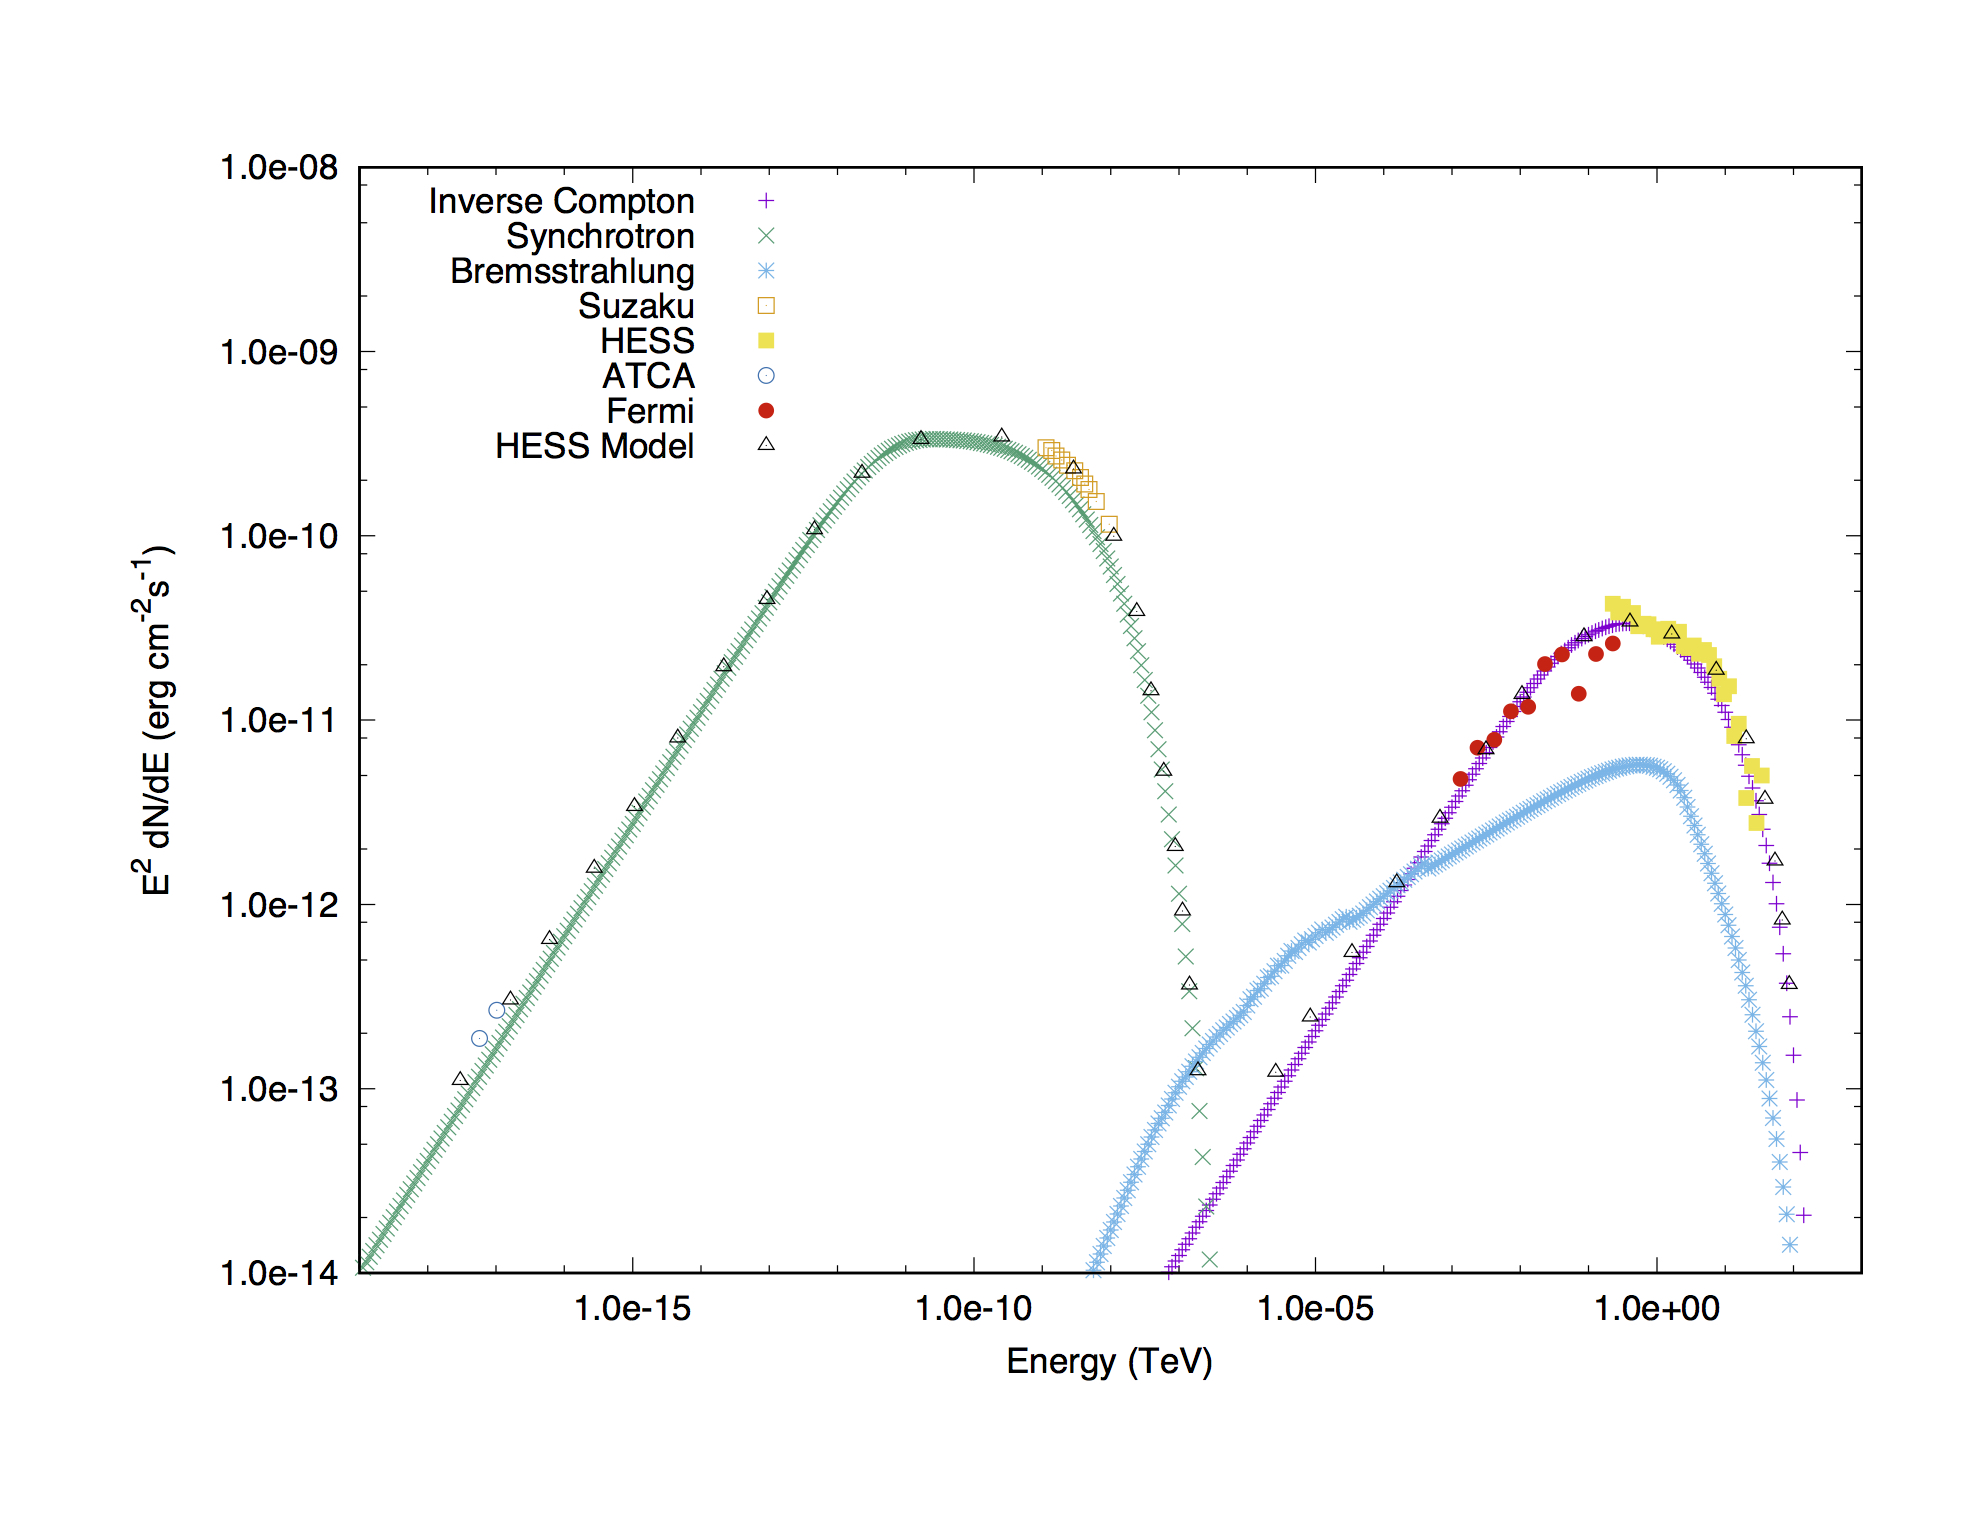 1.0e-08
1.0e-09
1.0e-10
1.0e-11
1.0e-12
1.0e-13
1.0e-14
E2 dN/dE (erg cm-2s-1)
Inverse Compton
Synchrotron
Bremsstrahlung
Suzaku
HESS
ATCA
Fermi
HESS Model
1.0e-15 1.0e-10 1.0e-05 1.0e+00
Energy (TeV)